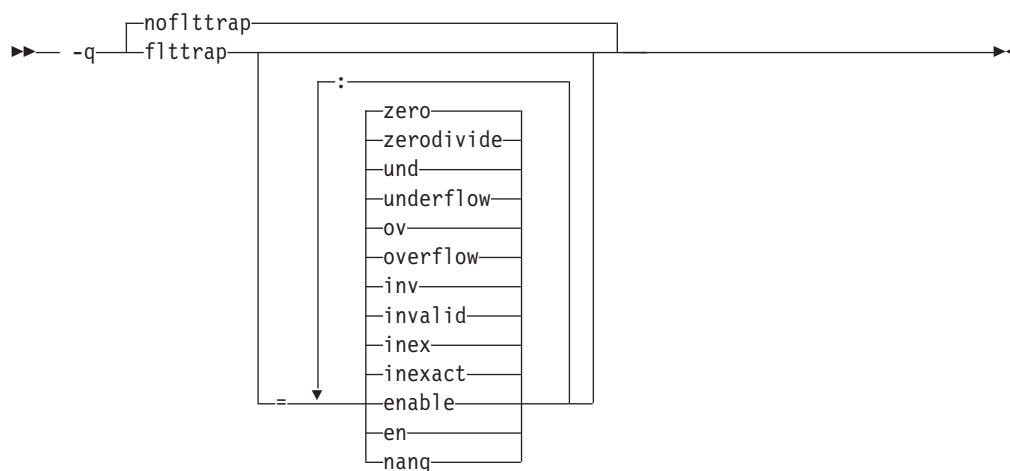 noflttrap
-q flttrap
:
zero
zerodivide
und
underflow
ov
overflow
inv
invalid
inex
inexact
= enable
en
nanq